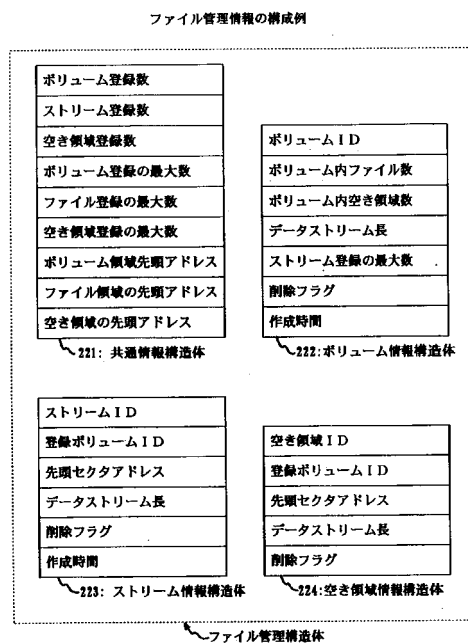 ファイル管理情報の構成例
ボリューム登録数
ストリーム登録数
空き領域登録数
ボリューム登録の最大数
ファイル登録の最大数
空き領域登録の最大数
ボリューム領域先頭アドレス
ファイル領域の先頭アドレス
空き領域の先頭アドレス
221: 共通情報構造体
ボリュームID
ボリューム内ファイル数
ボリューム内空き領域数
データストリーム長
ストリーム登録の最大数
削除フラグ
作成時間
222:ボリューム情報構造体
ストリームID
登録ボリュームID
先頭セクタアドレス
データストリーム長
削除フラグ
作成時間
223: ストリーム情報構造体
空き領域ID
登録ボリュームID
先頭セクタアドレス
データストリーム長
削除フラグ
224:空き領域情報構造体
ファイル管理構造体